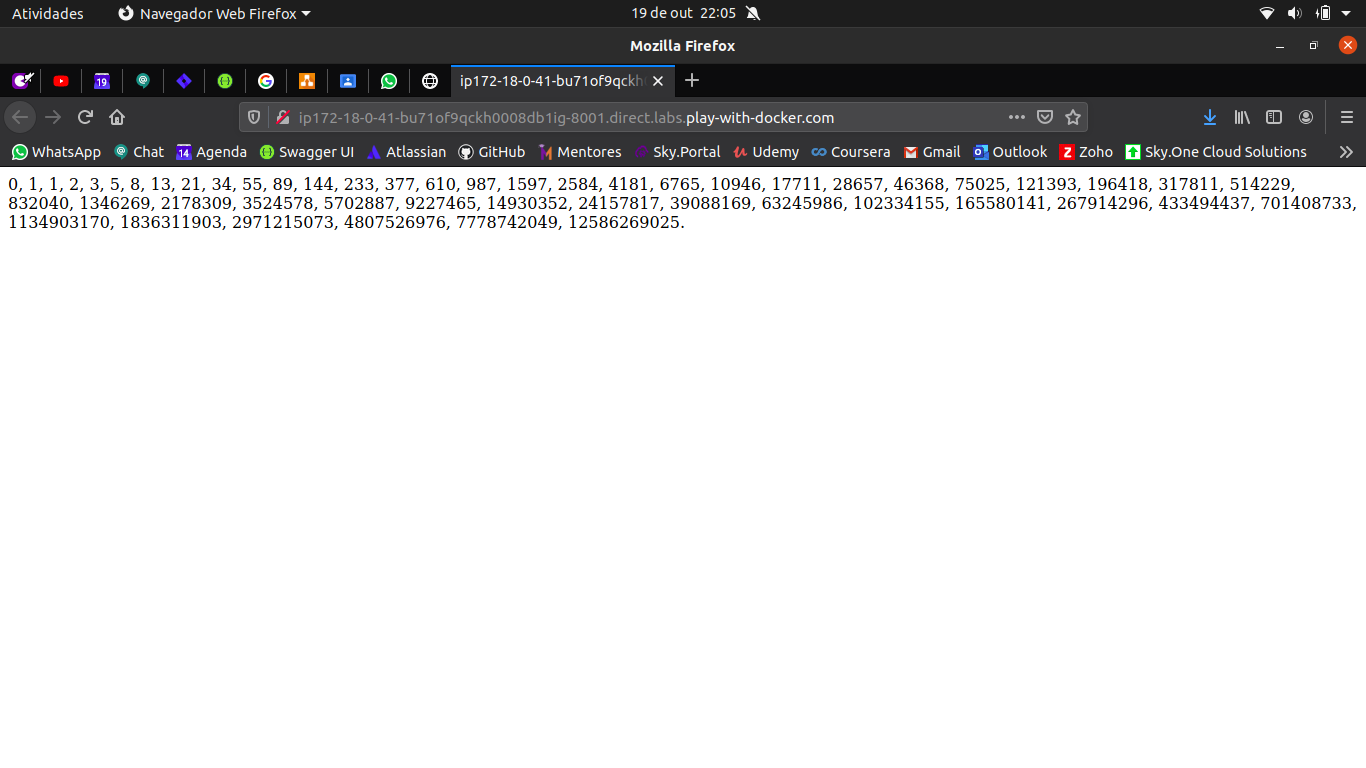 Atividades Navegador Web Firefox 19 de out 22:05
Mozilla Firefox
19 ip172-18-0-41-bu71of9qckh
ip172-18-0-41-bu71of9qckh0008db1ig-8001.direct.labs.play-with-docker.com
WhatsApp Chat 14 Agenda Swagger UI Atlassian GitHub Mentores Sky.Portal Udemy Coursera Gmail Outlook Zoho Sky.One Cloud Solutions
0, 1, 1, 2, 3, 5, 8, 13, 21, 34, 55, 89, 144, 233, 377, 610, 987, 1597, 2584, 4181, 6765, 10946, 17711, 28657, 46368, 75025, 121393, 196418, 317811, 514229,
832040, 1346269, 2178309, 3524578, 5702887, 9227465, 14930352, 24157817, 39088169, 63245986, 102334155, 165580141, 267914296, 433494437, 701408733,
1134903170, 1836311903, 2971215073, 4807526976, 7778742049, 12586269025.